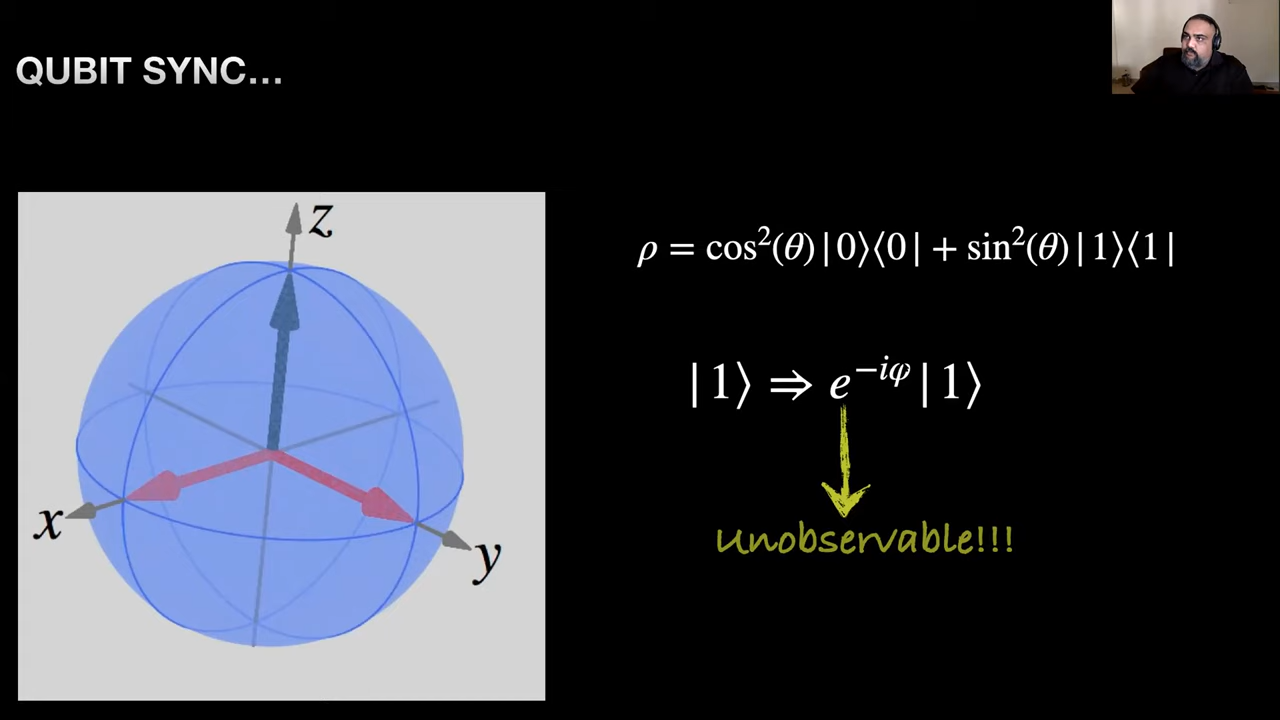 QUBIT SYNC...
z
x
y
ρ = cos²(θ)|0⟩⟨0| + sin²(θ)|1⟩⟨1|
|1⟩ ⇒ e^{−iφ}|1⟩
Unobservable!!!